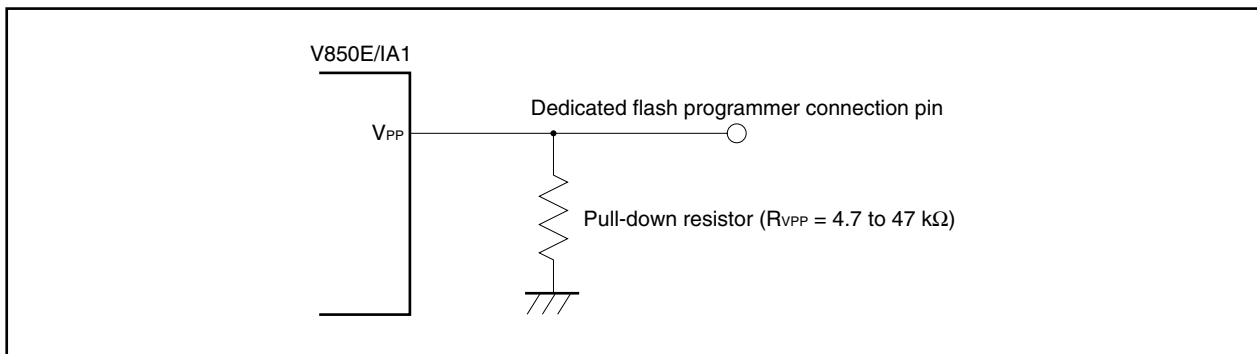 V850E/IA1
Dedicated flash programmer connection pin
VPP
Pull-down resistor (RVPP = 4.7 to 47 kΩ)